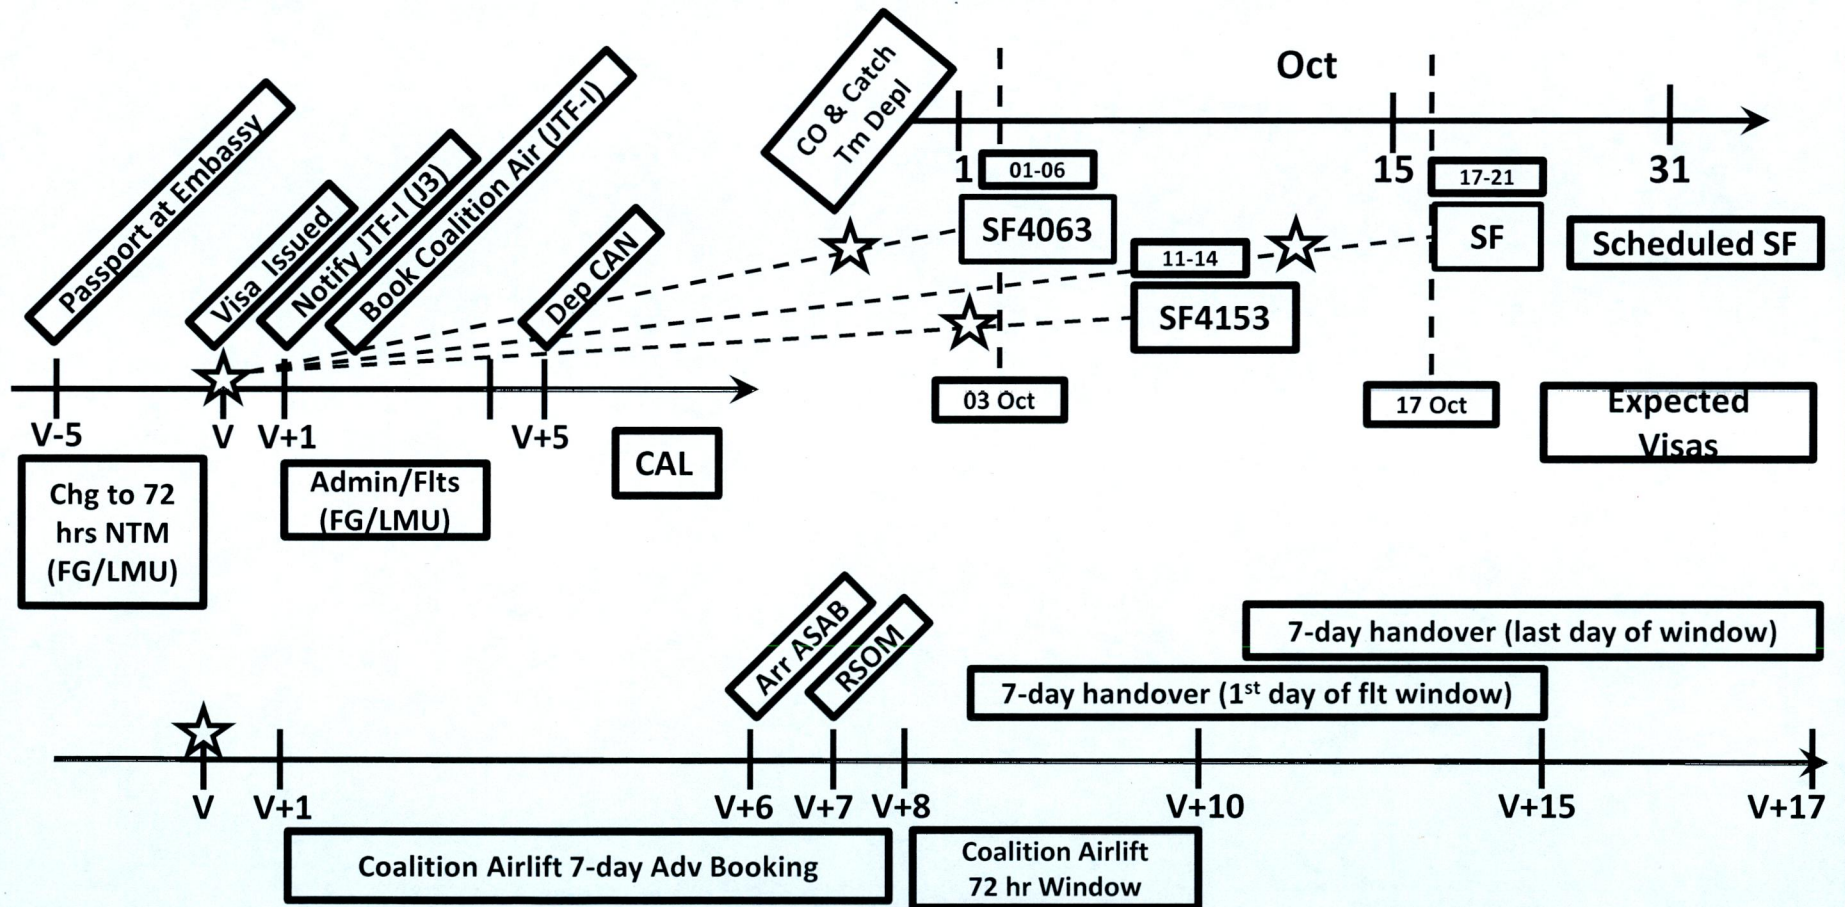 Passport at Embassy
Visa Issued
Notify JTF-I (J3)
Book Coalition Air (JTF-I)
Dep CAN
CO & Catch
Tm Depl
Oct
1
15
31
01-06
SF4063
11-14
SF4153
17-21
SF
Scheduled SF
03 Oct
17 Oct
Expected
Visas
V-5
V
V+1
V+5
Chg to 72
hrs NTM
(FG/LMU)
Admin/Flts
(FG/LMU)
CAL
Arr ASAB
RSOM
7-day handover (last day of window)
7-day handover (1st day of flt window)
V
V+1
V+6
V+7
V+8
V+10
V+15
V+17
Coalition Airlift 7-day Adv Booking
Coalition Airlift
72 hr Window